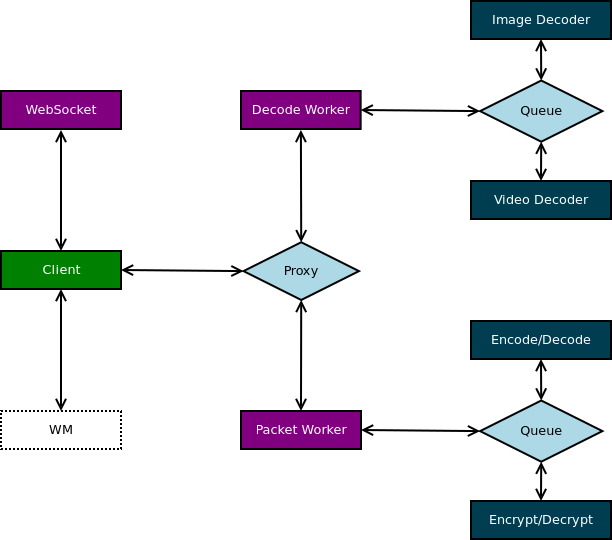 Image Decoder
WebSocket
Decode Worker
Queue
Video Decoder
Client
Proxy
Encode/Decode
WM
Packet Worker
Queue
Encrypt/Decrypt